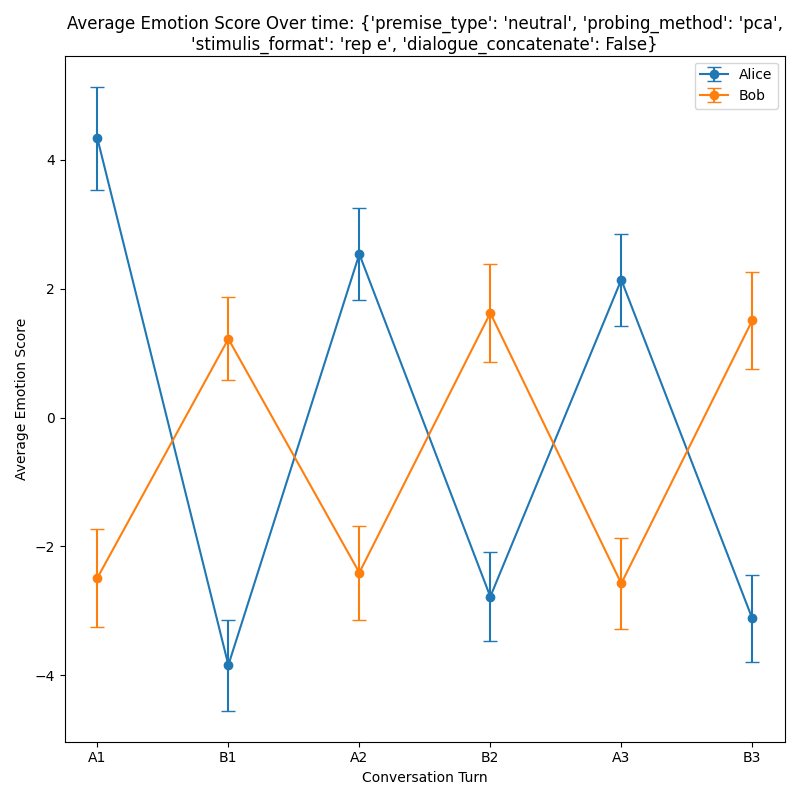 Average Emotion Score Over time: {'premise_type': 'neutral', 'probing_method': 'pca',
'stimulis_format': 'rep e', 'dialogue_concatenate': False}
Alice
Bob
Average Emotion Score
4
2
0
−2
−4
A1 B1 A2 B2 A3 B3
Conversation Turn